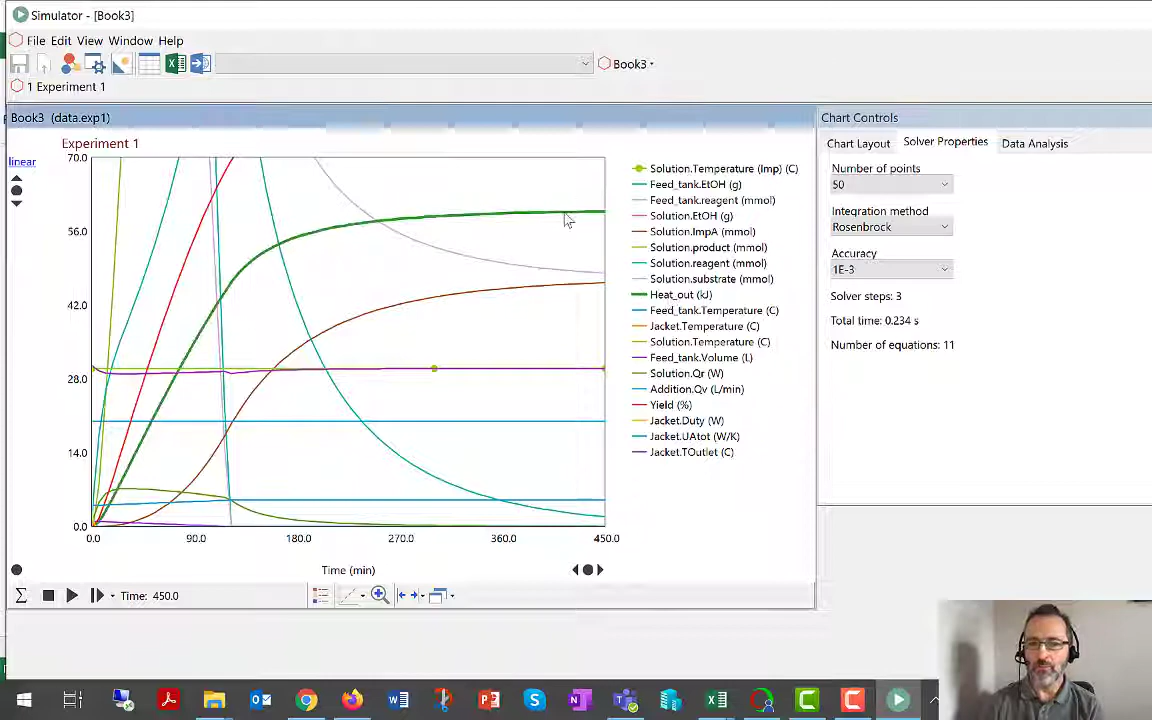 Simulator - [Book3]
File Edit View Window Help
Book3
1 Experiment 1
Book3 (data.exp1)
Chart Controls
Experiment 1
Chart Layout Solver Properties Data Analysis
linear
70.0
56.0
42.0
28.0
14.0
0.0
0.0 90.0 180.0 270.0 360.0 450.0
Time (min)
Solution.Temperature (Imp) (C)
Feed_tank.EtOH (g)
Feed_tank.reagent (mmol)
Solution.EtOH (g)
Solution.ImpA (mmol)
Solution.product (mmol)
Solution.reagent (mmol)
Solution.substrate (mmol)
Heat_out (kJ)
Feed_tank.Temperature (C)
Jacket.Temperature (C)
Solution.Temperature (C)
Feed_tank.Volume (L)
Solution.Qr (W)
Addition.Qv (L/min)
Yield (%)
Jacket.Duty (W)
Jacket.UAtot (W/K)
Jacket.TOutlet (C)
Number of points
50
Integration method
Rosenbrock
Accuracy
1E-3
Solver steps: 3
Total time: 0.234 s
Number of equations: 11
Time: 450.0